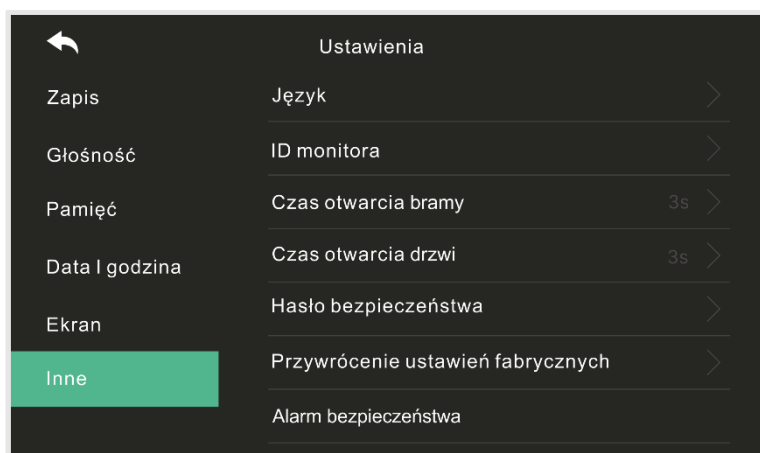 Ustawienia
Zapis
Głośność
Pamięć
Data I godzina
Ekran
Inne
Język
ID monitora
Czas otwarcia bramy 3s
Czas otwarcia drzwi 3s
Hasło bezpieczeństwa
Przywrócenie ustawień fabrycznych
Alarm bezpieczeństwa